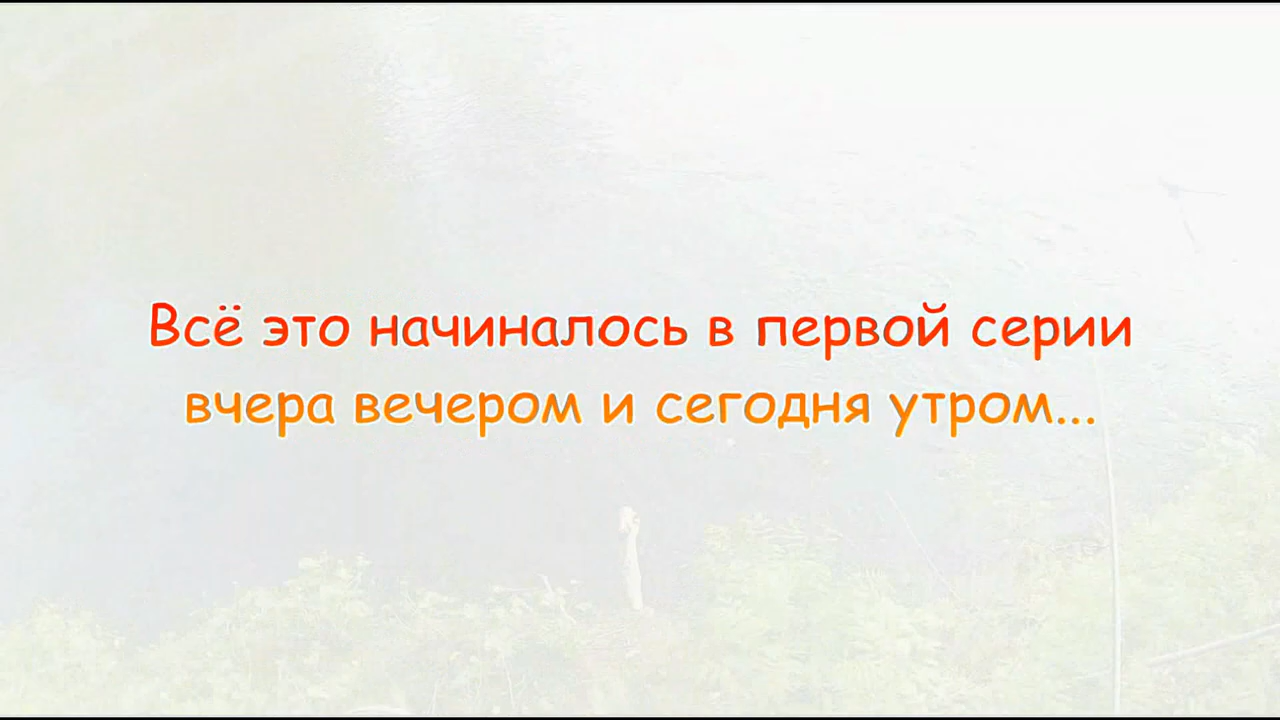 Всё это начиналось в первой серии
вчера вечером и сегодня утром...